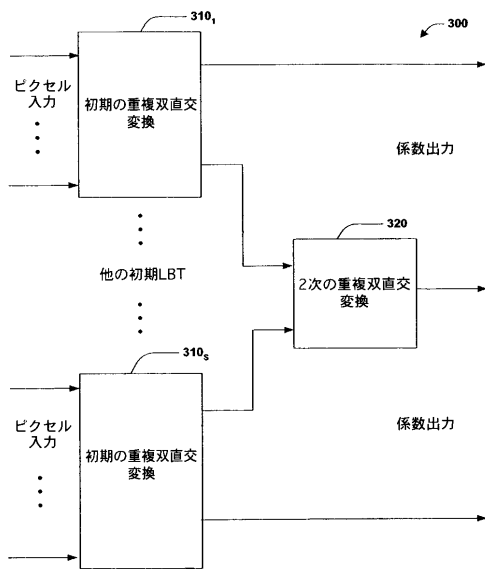 310₁
300
ピクセル
入力
初期の重複双直交
変換
係数出力
320
他の初期LBT
2次の重複双直交
変換
310ₛ
ピクセル
入力
初期の重複双直交
変換
係数出力